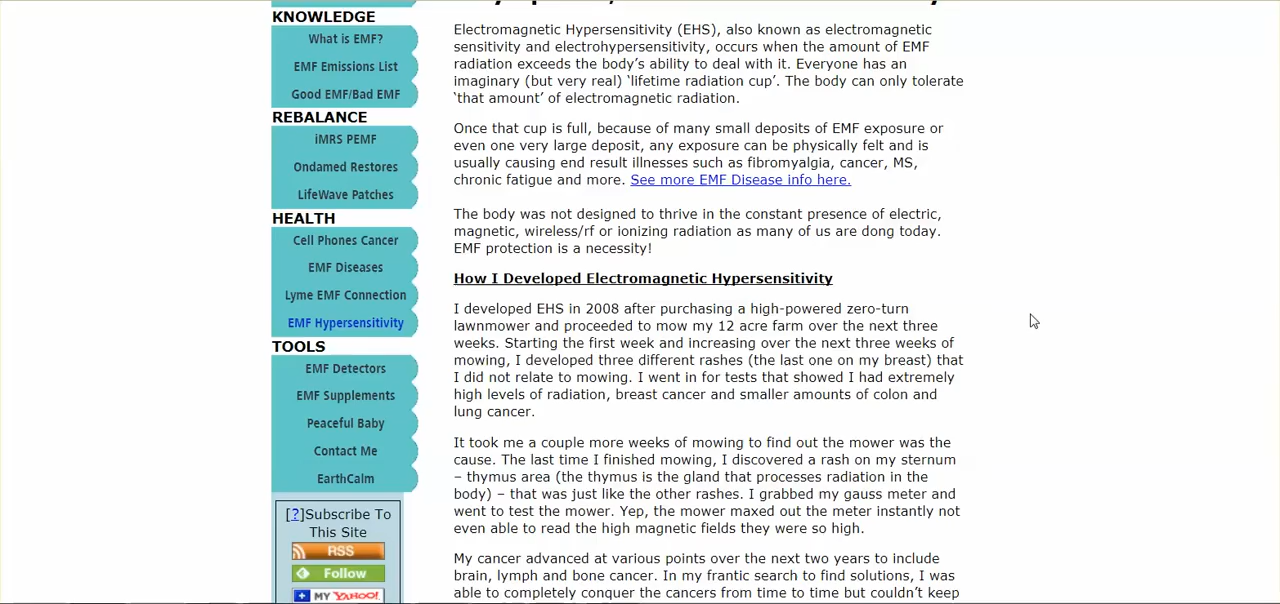 KNOWLEDGE
What is EMF?
EMF Emissions List
Good EMF/Bad EMF
REBALANCE
iMRS PEMF
Ondamed Restores
LifeWave Patches
HEALTH
Cell Phones Cancer
EMF Diseases
Lyme EMF Connection
EMF Hypersensitivity
TOOLS
EMF Detectors
EMF Supplements
Peaceful Baby
Contact Me
EarthCalm
[?]Subscribe To
This Site
RSS
Follow
MY YAHOO!
Electromagnetic Hypersensitivity (EHS), also known as electromagnetic
sensitivity and electrohypersensitivity, occurs when the amount of EMF
radiation exceeds the body's ability to deal with it. Everyone has an
imaginary (but very real) ‘lifetime radiation cup’. The body can only tolerate
‘that amount’ of electromagnetic radiation.
Once that cup is full, because of many small deposits of EMF exposure or
even one very large deposit, any exposure can be physically felt and is
usually causing end result illnesses such as fibromyalgia, cancer, MS,
chronic fatigue and more. See more EMF Disease info here.
The body was not designed to thrive in the constant presence of electric,
magnetic, wireless/rf or ionizing radiation as many of us are dong today.
EMF protection is a necessity!
How I Developed Electromagnetic Hypersensitivity
I developed EHS in 2008 after purchasing a high-powered zero-turn
lawnmower and proceeded to mow my 12 acre farm over the next three
weeks. Starting the first week and increasing over the next three weeks of
mowing, I developed three different rashes (the last one on my breast) that
I did not relate to mowing. I went in for tests that showed I had extremely
high levels of radiation, breast cancer and smaller amounts of colon and
lung cancer.
It took me a couple more weeks of mowing to find out the mower was the
cause. The last time I finished mowing, I discovered a rash on my sternum
– thymus area (the thymus is the gland that processes radiation in the
body) – that was just like the other rashes. I grabbed my gauss meter and
went to test the mower. Yep, the mower maxed out the meter instantly not
even able to read the high magnetic fields they were so high.
My cancer advanced at various points over the next two years to include
brain, lymph and bone cancer. In my frantic search to find solutions, I was
able to completely conquer the cancers from time to time but couldn't keep